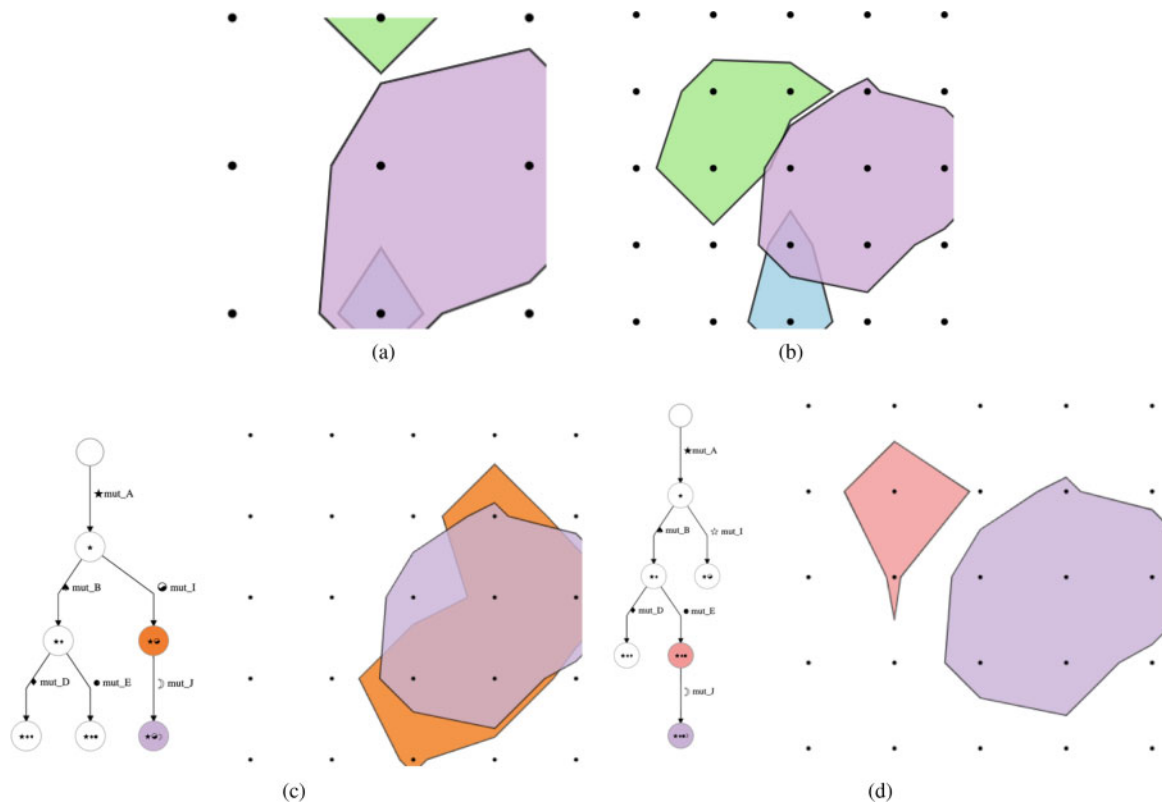 (a)
(b)
★mut_A
♠mut_B
mut_I
♦mut_D
●mut_E
☽mut_J
(c)
★mut_A
♠mut_B
☆mut_I
♦mut_D
●mut_E
☽mut_J
(d)